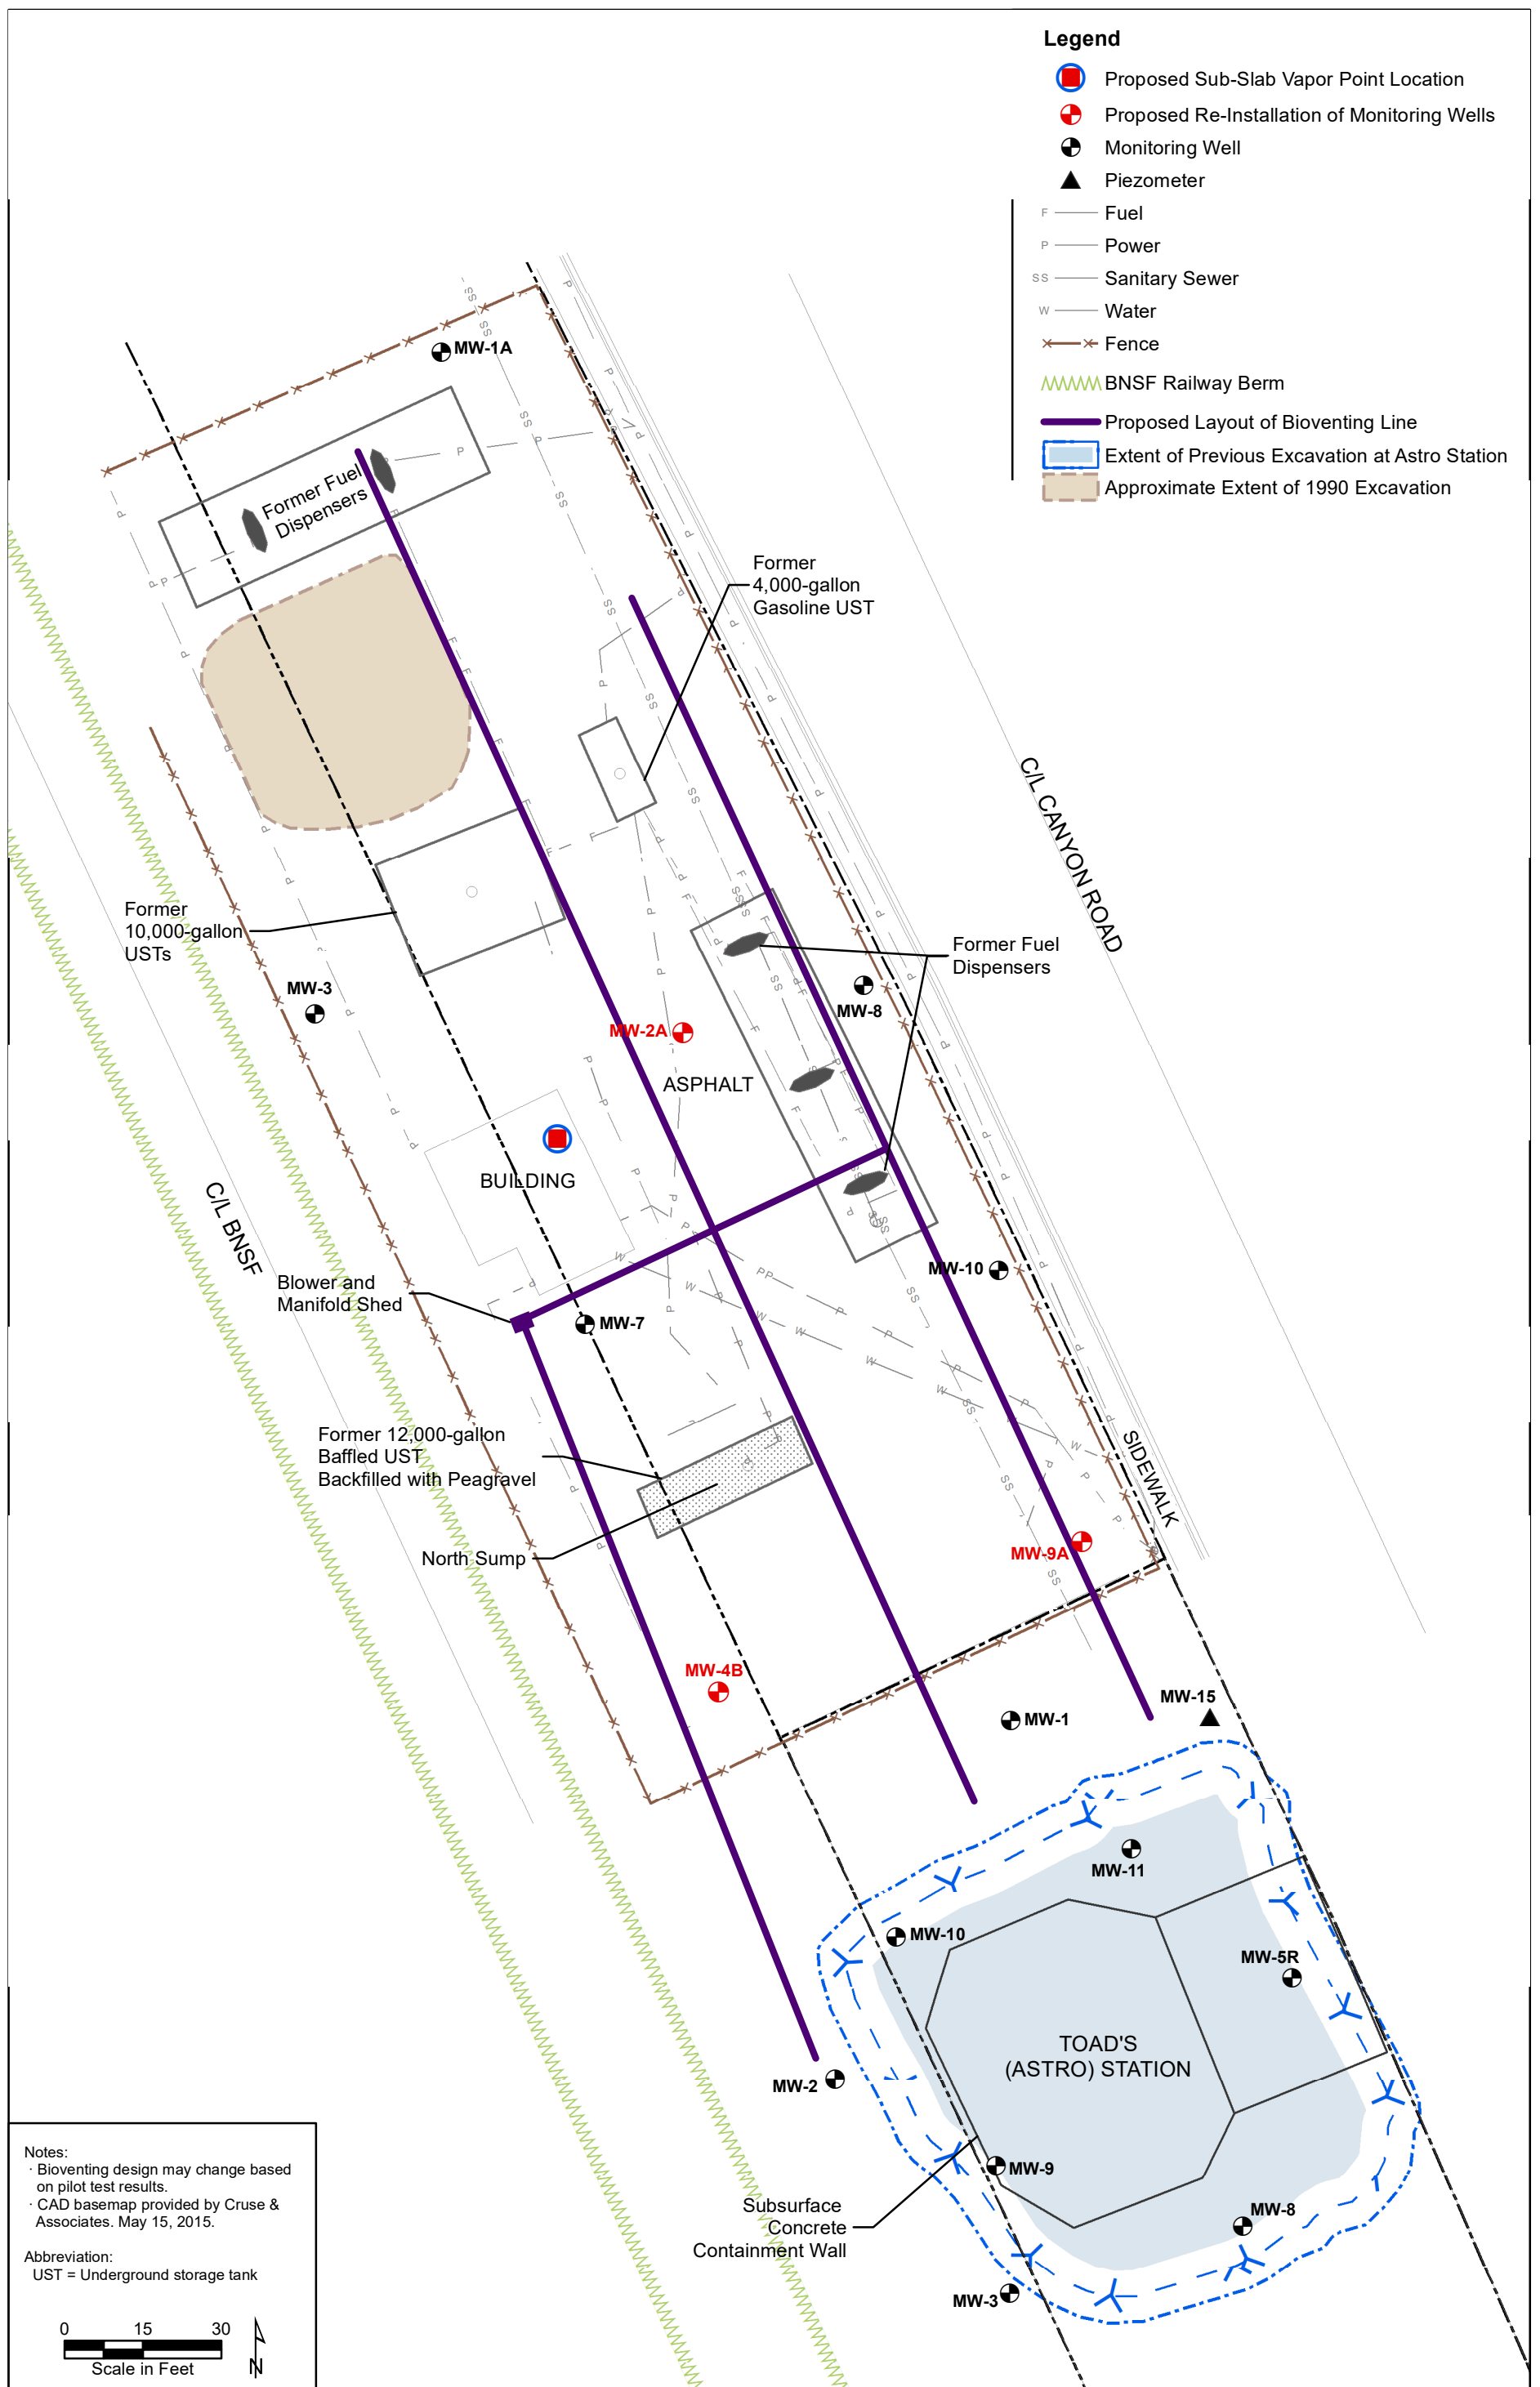 Legend
Proposed Sub-Slab Vapor Point Location
Proposed Re-Installation of Monitoring Wells
Monitoring Well
Piezometer
F Fuel
P Power
SS Sanitary Sewer
W Water
Fence
BNSF Railway Berm
Proposed Layout of Bioventing Line
Extent of Previous Excavation at Astro Station
Approximate Extent of 1990 Excavation
MW-1A
Former Fuel
Dispensers
Former
4,000-gallon
Gasoline UST
C/L CANYON ROAD
Former
10,000-gallon
USTs
Former Fuel
Dispensers
MW-3
MW-8
MW-2A
ASPHALT
BUILDING
C/L BNSF
Blower and
Manifold Shed
MW-10
MW-7
Former 12,000-gallon
Baffled UST
Backfilled with Peagravel
SIDEWALK
North Sump
MW-9A
MW-4B
MW-15
MW-1
MW-11
MW-10
MW-5R
TOAD'S
(ASTRO) STATION
MW-2
MW-9
Subsurface
Concrete
Containment Wall
MW-8
MW-3
Notes:
· Bioventing design may change based
on pilot test results.
· CAD basemap provided by Cruse &
Associates. May 15, 2015.
Abbreviation:
UST = Underground storage tank
0 15 30
Scale in Feet
N